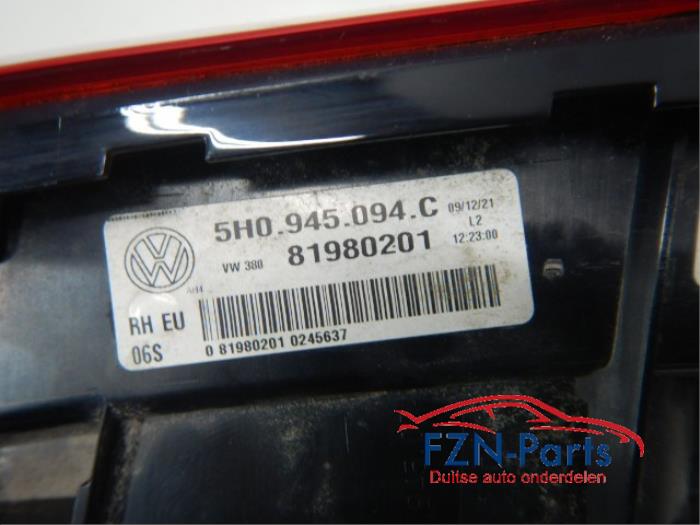 5H0.945.094.C 09/12/21
L2
VW 380 81980201 12:23:00
RH EU
06S
0 81980201 0245637
FZN-Parts
Duitse auto onderdelen